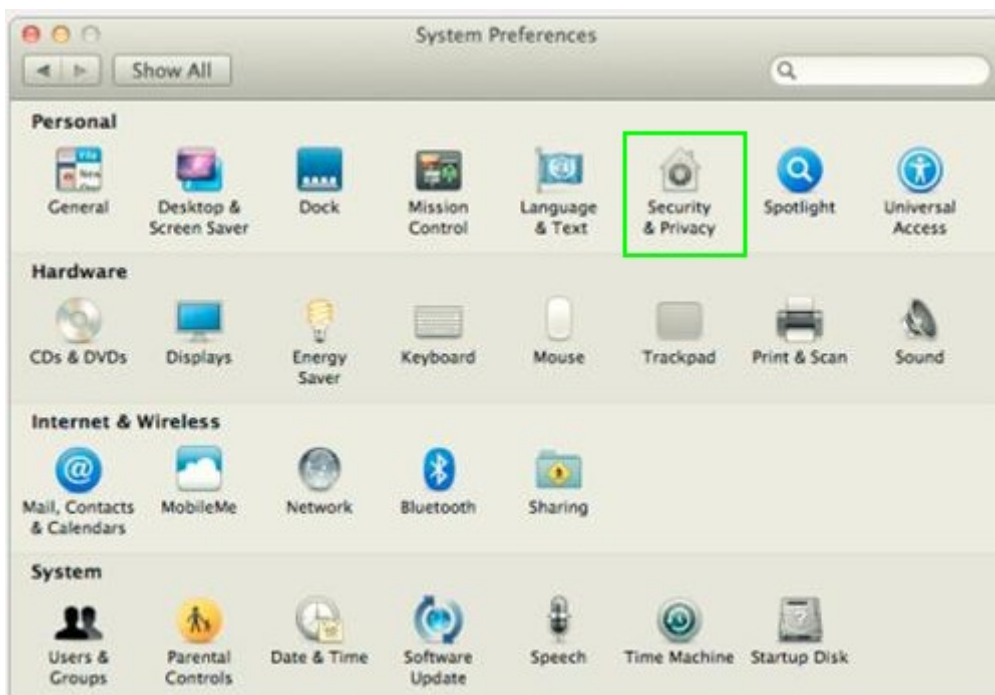 System Preferences
Show All
Personal
General
Desktop &
Screen Saver
Dock
Mission
Control
Language
& Text
Security
& Privacy
Spotlight
Universal
Access
Hardware
CDs & DVDs
Displays
Energy
Saver
Keyboard
Mouse
Trackpad
Print & Scan
Sound
Internet & Wireless
Mail, Contacts
& Calendars
MobileMe
Network
Bluetooth
Sharing
System
Users &
Groups
Parental
Controls
Date & Time
Software
Update
Speech
Time Machine
Startup Disk